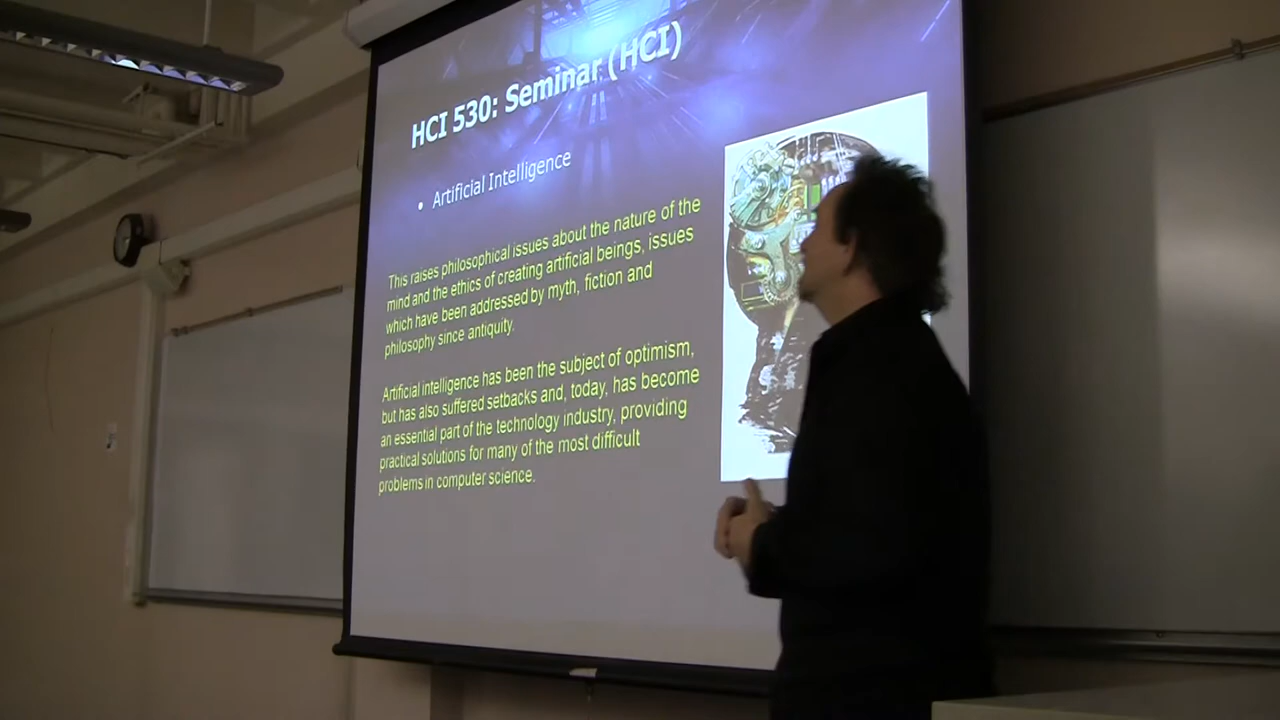 HCI 530: Seminar (HCI)
• Artificial Intelligence
This raises philosophical issues about the nature of the
mind and the ethics of creating artificial beings, issues
which have been addressed by myth, fiction and
philosophy since antiquity.
Artificial intelligence has been the subject of optimism,
but has also suffered setbacks and, today, has become
an essential part of the technology industry, providing
practical solutions for many of the most difficult
problems in computer science.